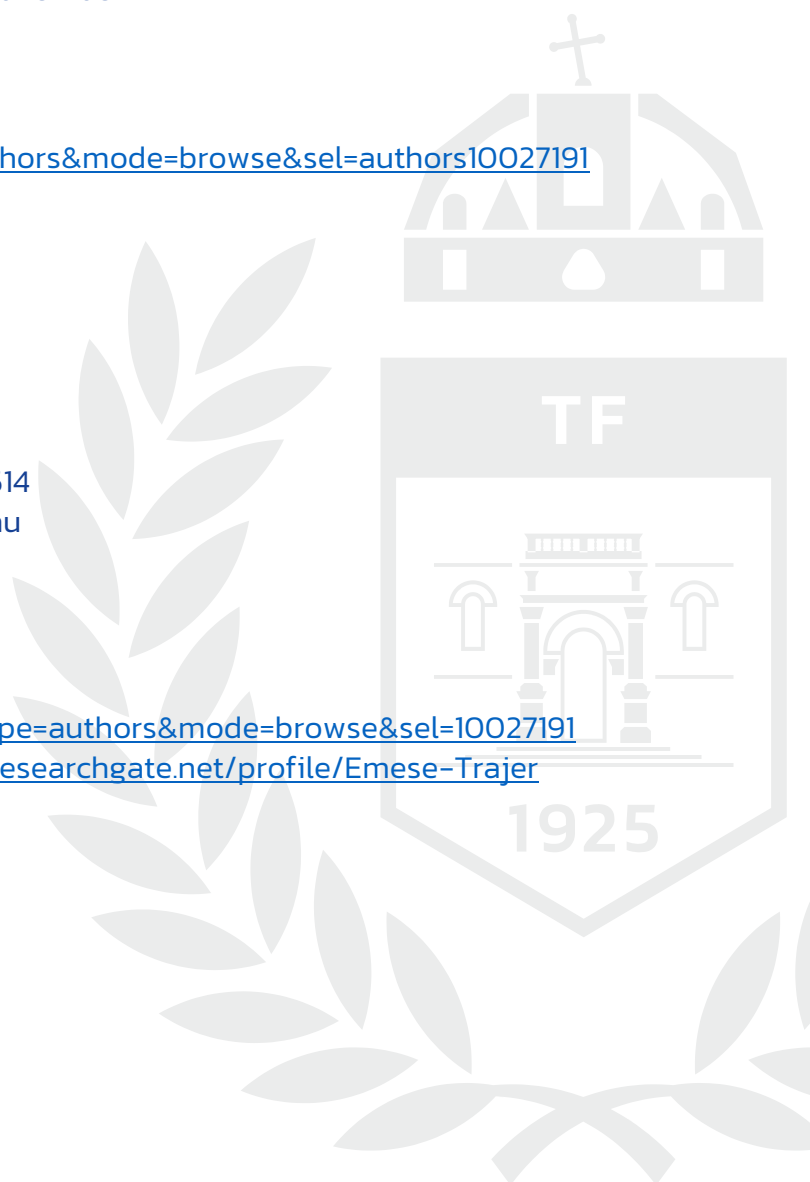 hors&mode=browse&sel=authors10027191
TF
614
hu
pe=authors&mode=browse&sel=10027191
esearchgate.net/profile/Emese-Trajer
1925